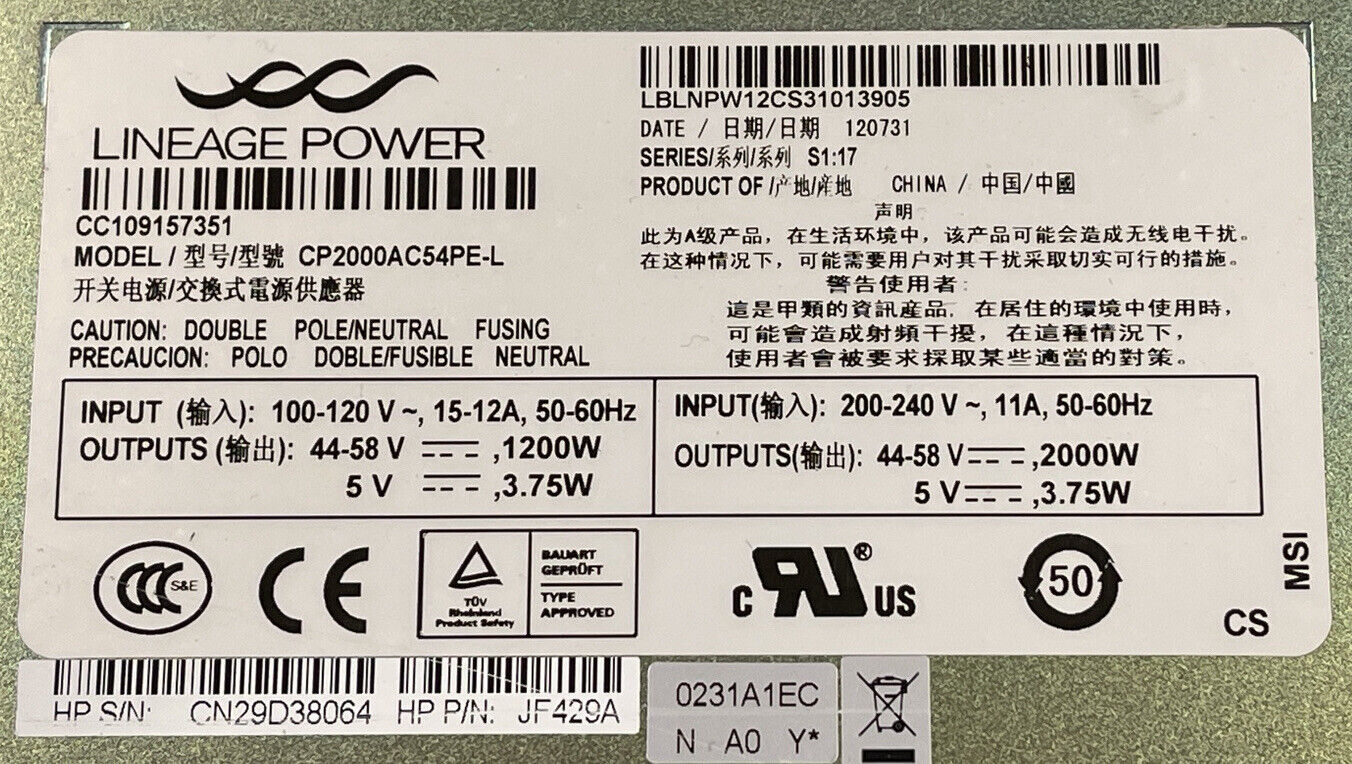 LINEAGE POWER
CC109157351
MODEL / 型号/型號 CP2000AC54PE-L
开关电源/交換式電源供應器
CAUTION: DOUBLE POLE/NEUTRAL FUSING
PRECAUCION: POLO DOBLE/FUSIBLE NEUTRAL
LBLNPW12CS31013905
DATE / 日期/日期 120731
SERIES/系列/系列 S1:17
PRODUCT OF /产地/産地 CHINA / 中国/中國
声明
此为A级产品，在生活环境中，该产品可能会造成无线电干扰。
在这种情况下，可能需要用户对其干扰采取切实可行的措施。
警告使用者:
這是甲類的資訊産品，在居住的環境中使用時，
可能會造成射頻干擾，在這種情況下，
使用者會被要求採取某些適當的對策。
INPUT (输入): 100-120 V ~, 15-12A, 50-60Hz
OUTPUTS (输出): 44-58 V ⎓ ,1200W
5 V ⎓ ,3.75W
INPUT(输入): 200-240 V ~, 11A, 50-60Hz
OUTPUTS(输出): 44-58 V ⎓ ,2000W
5 V ⎓ ,3.75W
CCC S&E
CE
TÜV
Rheinland
Product Safety
BAUART
GEPRÜFT
TYPE
APPROVED
c RU ® US
50
MSI
CS
HP S/N: CN29D38064 HP P/N: JF429A
0231A1EC
N A0 Y*